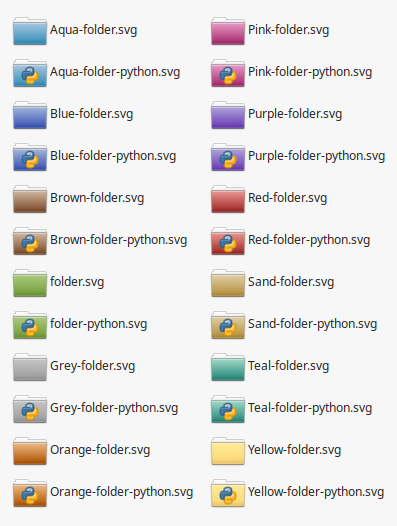 Aqua-folder.svg
Aqua-folder-python.svg
Blue-folder.svg
Blue-folder-python.svg
Brown-folder.svg
Brown-folder-python.svg
folder.svg
folder-python.svg
Grey-folder.svg
Grey-folder-python.svg
Orange-folder.svg
Orange-folder-python.svg
Pink-folder.svg
Pink-folder-python.svg
Purple-folder.svg
Purple-folder-python.svg
Red-folder.svg
Red-folder-python.svg
Sand-folder.svg
Sand-folder-python.svg
Teal-folder.svg
Teal-folder-python.svg
Yellow-folder.svg
Yellow-folder-python.svg